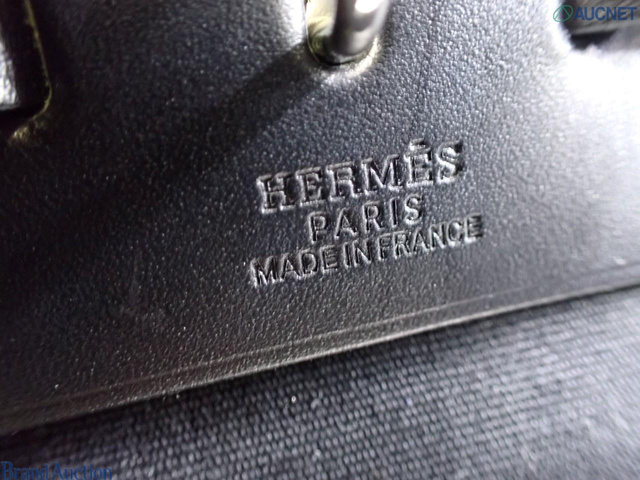 AUCNET
HERMÈS
PARIS
MADE IN FRANCE
Brand Auction